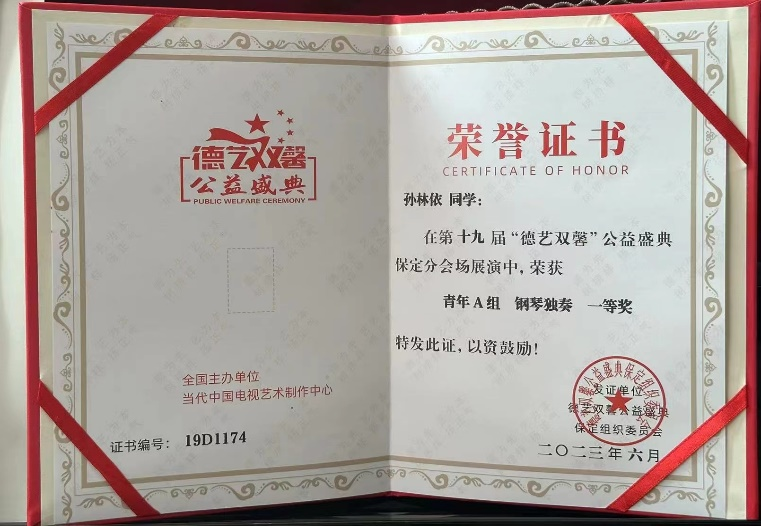 德艺双馨
公益盛典
PUBLIC WELFARE CEREMONY
全国主办单位
当代中国电视艺术制作中心
证书编号： 19D1174
荣誉证书
CERTIFICATE OF HONOR
孙林依 同学：
在第十九届“德艺双馨”公益盛典
保定分会场展演中，荣获
青年A组 钢琴独奏 一等奖
特发此证，以资鼓励！
发证单位
德艺双馨公益盛典
保定组织委员会
二〇二三年六月